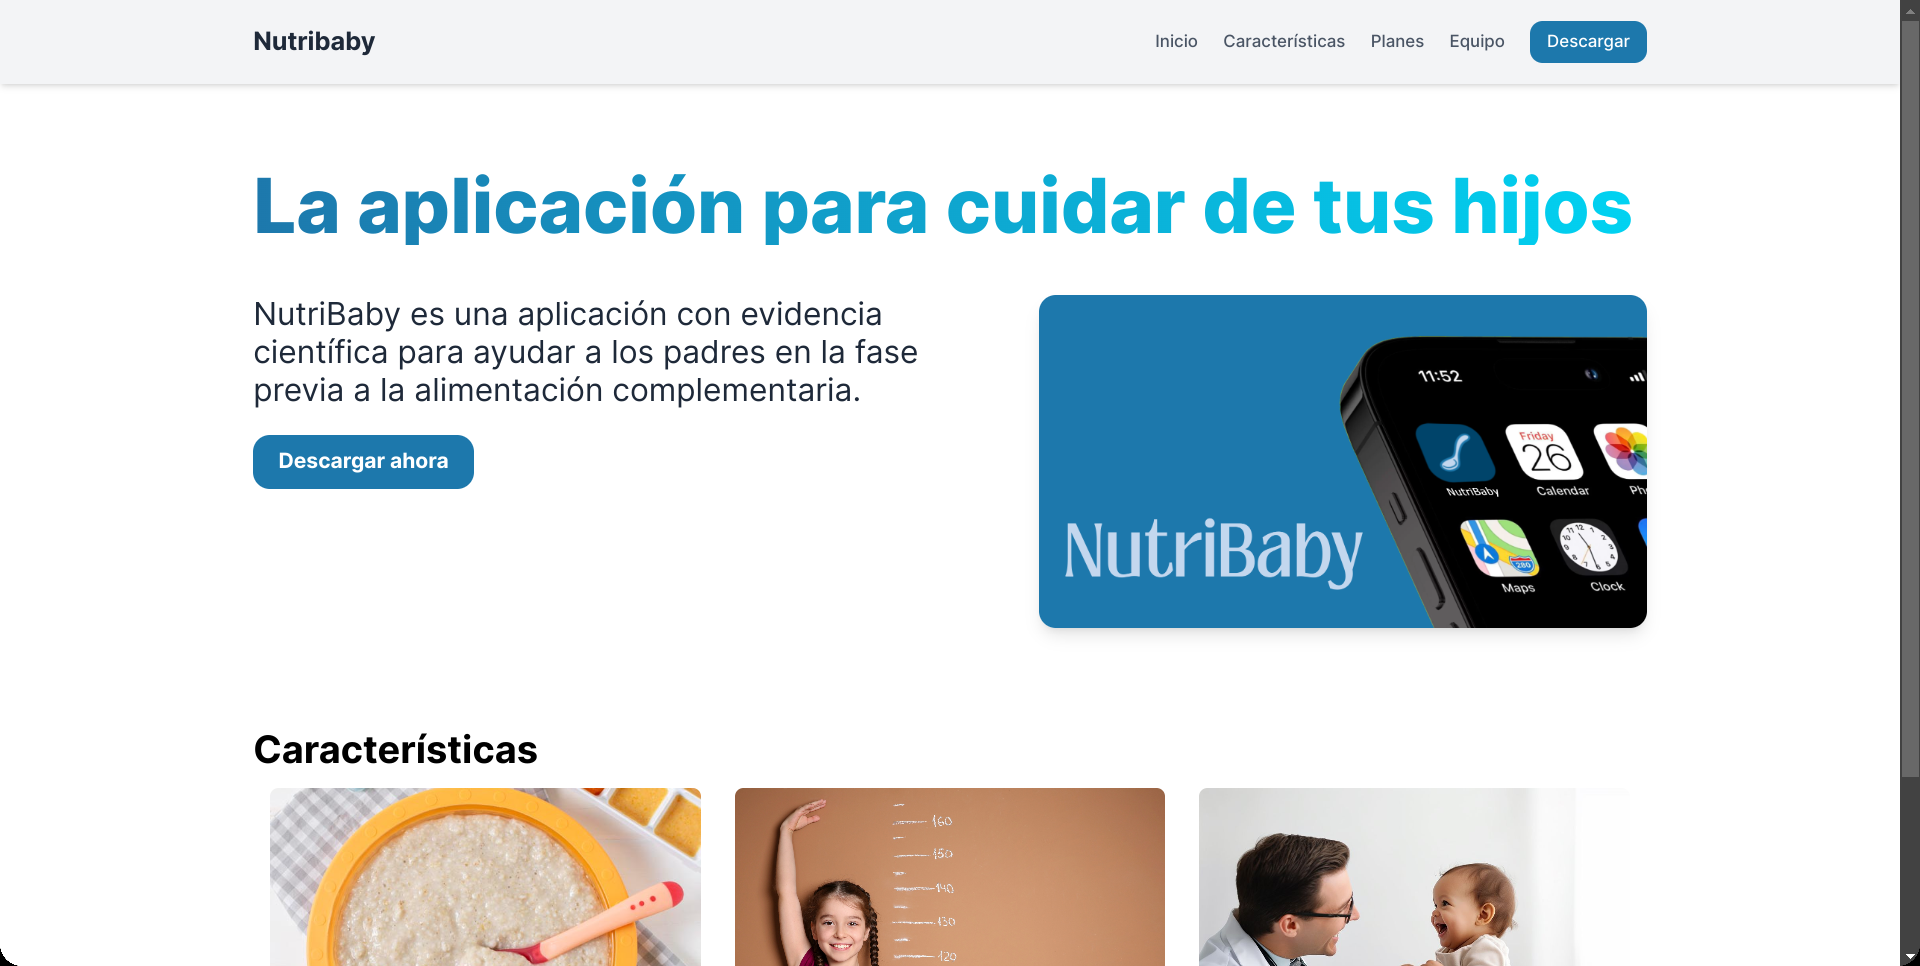 Nutribaby
Inicio
Características
Planes
Equipo
Descargar
La aplicación para cuidar de tus hijos
NutriBaby es una aplicación con evidencia
científica para ayudar a los padres en la fase
previa a la alimentación complementaria.
Descargar ahora
11:52
Friday
26
NutriBaby
Calendar
280
Maps
Clock
NutriBaby
Características
160
150
140
130
120